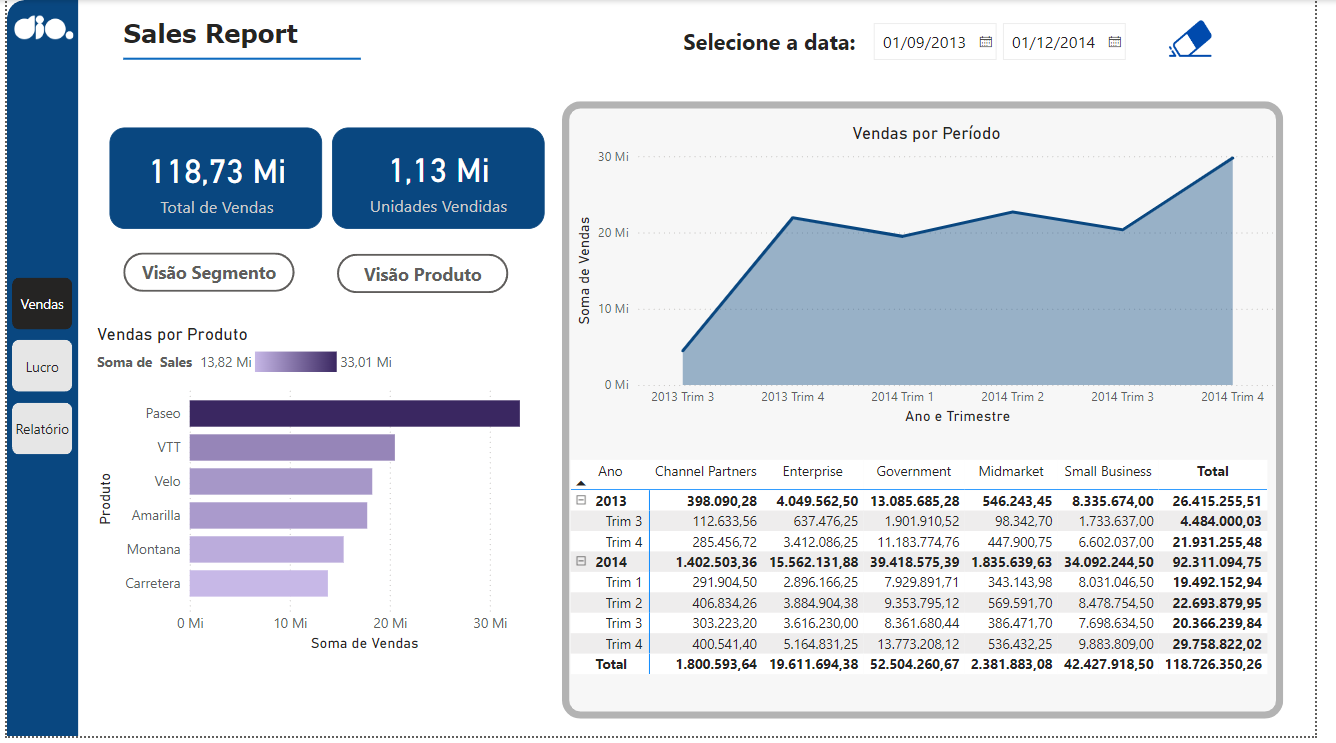 dio.
Sales Report
Selecione a data:
01/09/2013
01/12/2014
118,73 Mi
Total de Vendas
1,13 Mi
Unidades Vendidas
Visão Segmento
Visão Produto
Vendas
Lucro
Relatório
Vendas por Produto
Soma de Sales 13,82 Mi 33,01 Mi
Produto
Paseo
VTT
Velo
Amarilla
Montana
Carretera
0 Mi 10 Mi 20 Mi 30 Mi
Soma de Vendas
Vendas por Período
Soma de Vendas
30 Mi
20 Mi
10 Mi
0 Mi
2013 Trim 3 2013 Trim 4 2014 Trim 1 2014 Trim 2 2014 Trim 3 2014 Trim 4
Ano e Trimestre
Ano Channel Partners Enterprise Government Midmarket Small Business Total
2013 398.090,28 4.049.562,50 13.085.685,28 546.243,45 8.335.674,00 26.415.255,51
Trim 3 112.633,56 637.476,25 1.901.910,52 98.342,70 1.733.637,00 4.484.000,03
Trim 4 285.456,72 3.412.086,25 11.183.774,76 447.900,75 6.602.037,00 21.931.255,48
2014 1.402.503,36 15.562.131,88 39.418.575,39 1.835.639,63 34.092.244,50 92.311.094,75
Trim 1 291.904,50 2.896.166,25 7.929.891,71 343.143,98 8.031.046,50 19.492.152,94
Trim 2 406.834,26 3.884.904,38 9.353.795,12 569.591,70 8.478.754,50 22.693.879,95
Trim 3 303.223,20 3.616.230,00 8.361.680,44 386.471,70 7.698.634,50 20.366.239,84
Trim 4 400.541,40 5.164.831,25 13.773.208,12 536.432,25 9.883.809,00 29.758.822,02
Total 1.800.593,64 19.611.694,38 52.504.260,67 2.381.883,08 42.427.918,50 118.726.350,26